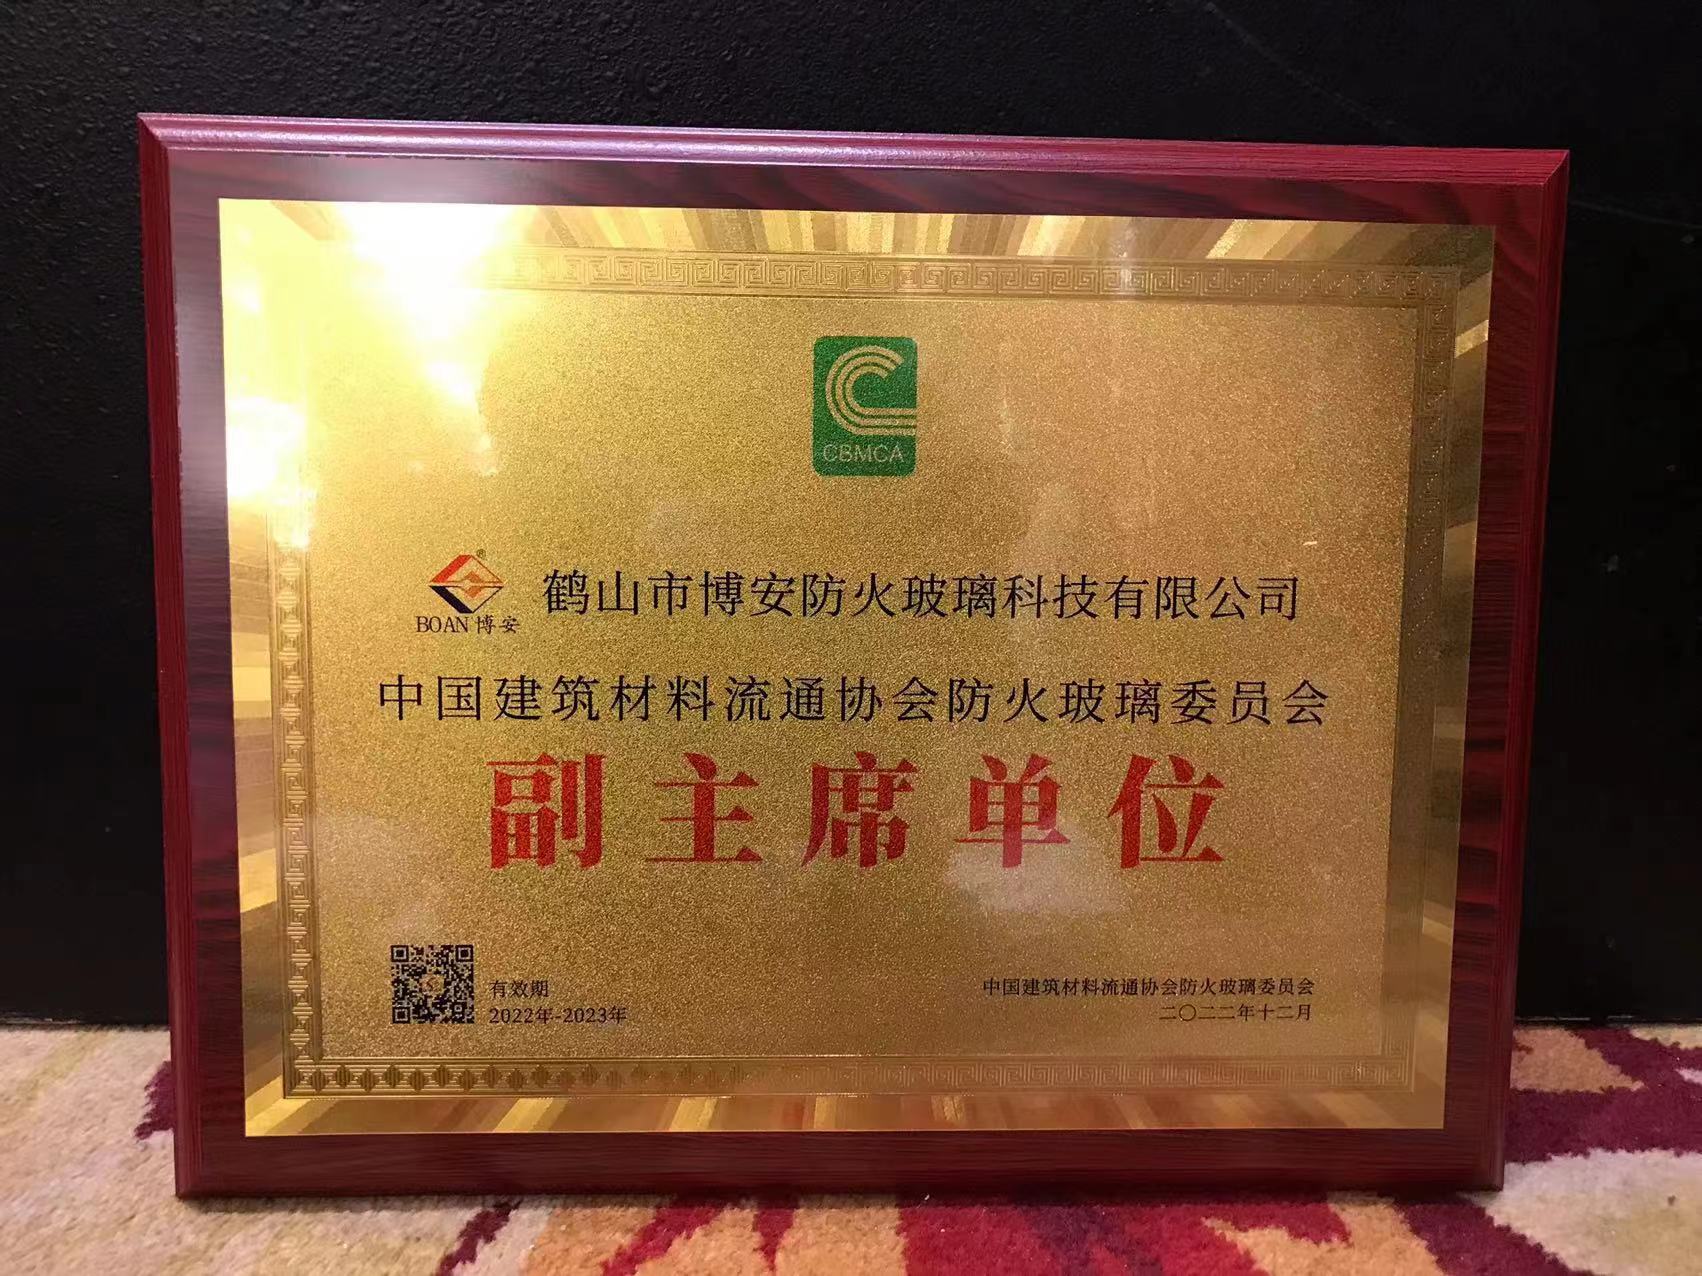 CBMCA
BOAN 博安
鹤山市博安防火玻璃科技有限公司
中国建筑材料流通协会防火玻璃委员会
副主席单位
有效期
2022年-2023年
中国建筑材料流通协会防火玻璃委员会
二〇二二年十二月